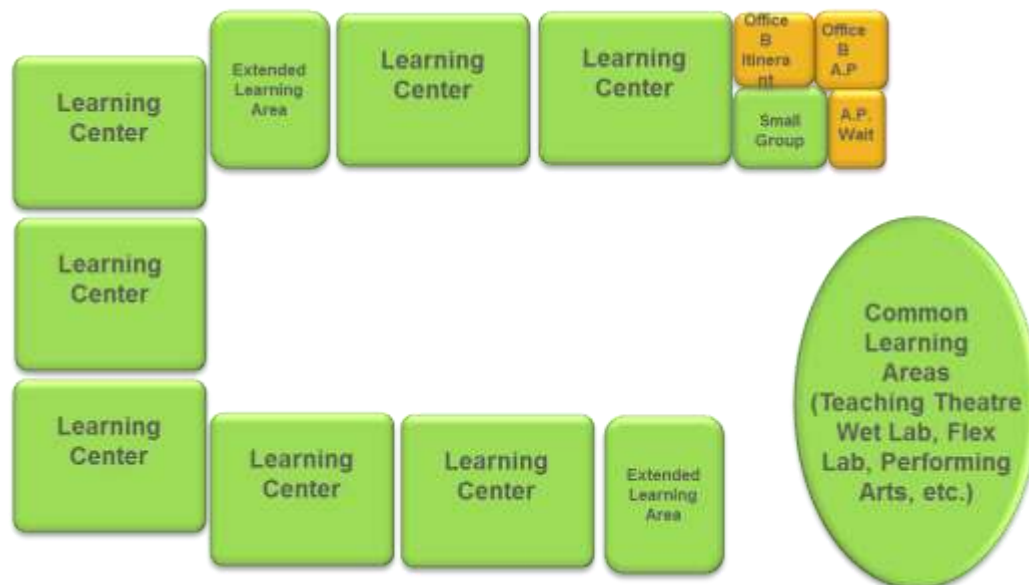 Learning
Center
Extended
Learning
Area
Learning
Center
Learning
Center
Office
B
Itinera
nt
Office
B
A.P
Small
Group
A.P.
Wait
Learning
Center
Learning
Center
Learning
Center
Learning
Center
Extended
Learning
Area
Common
Learning
Areas
(Teaching Theatre
Wet Lab, Flex
Lab, Performing
Arts, etc.)